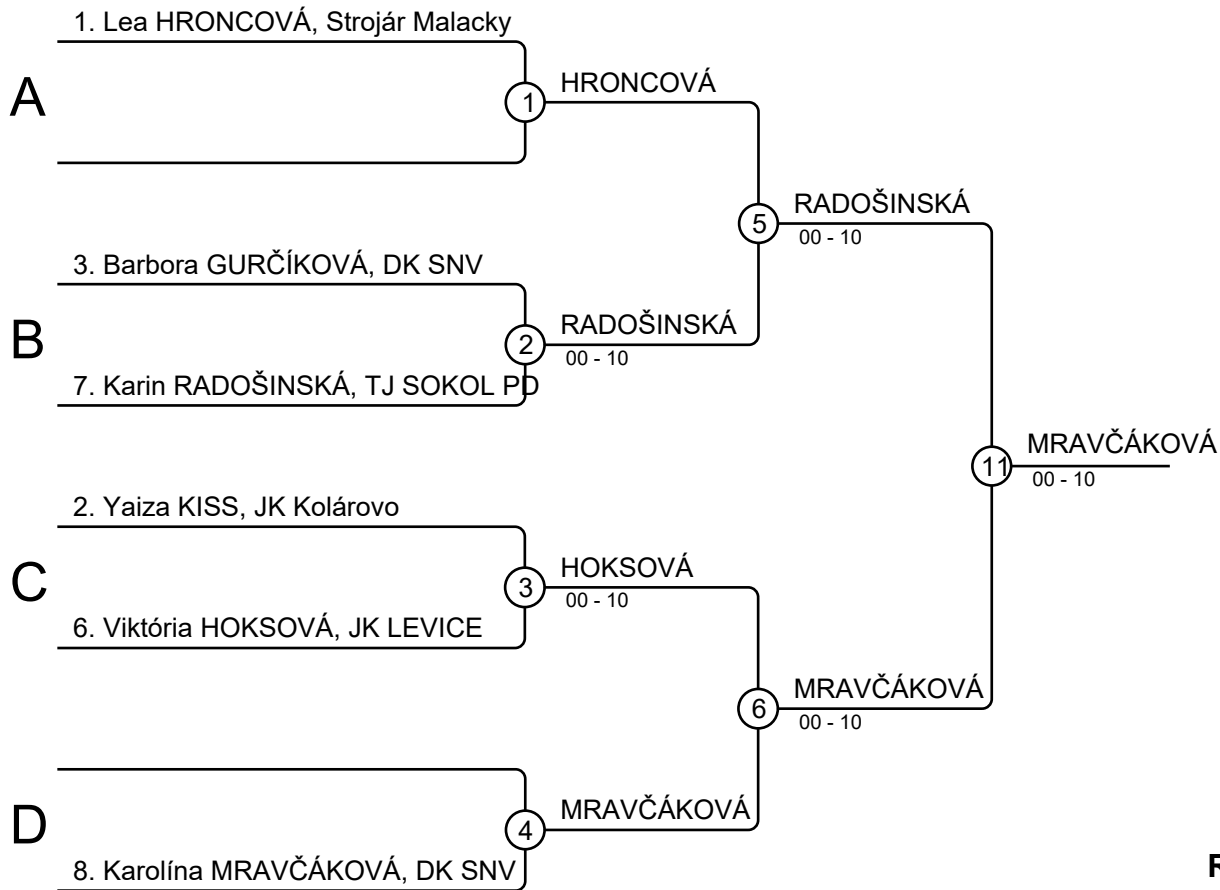 1. Lea HRONCOVÁ, Strojár Malacky
A
1
HRONCOVÁ
5
RADOŠINSKÁ
00 - 10
3. Barbora GURČÍKOVÁ, DK SNV
B
2
RADOŠINSKÁ
00 - 10
7. Karin RADOŠINSKÁ, TJ SOKOL PD
11
MRAVČÁKOVÁ
00 - 10
2. Yaiza KISS, JK Kolárovo
C
3
HOKSOVÁ
00 - 10
6. Viktória HOKSOVÁ, JK LEVICE
6
MRAVČÁKOVÁ
00 - 10
D
4
MRAVČÁKOVÁ
8. Karolína MRAVČÁKOVÁ, DK SNV